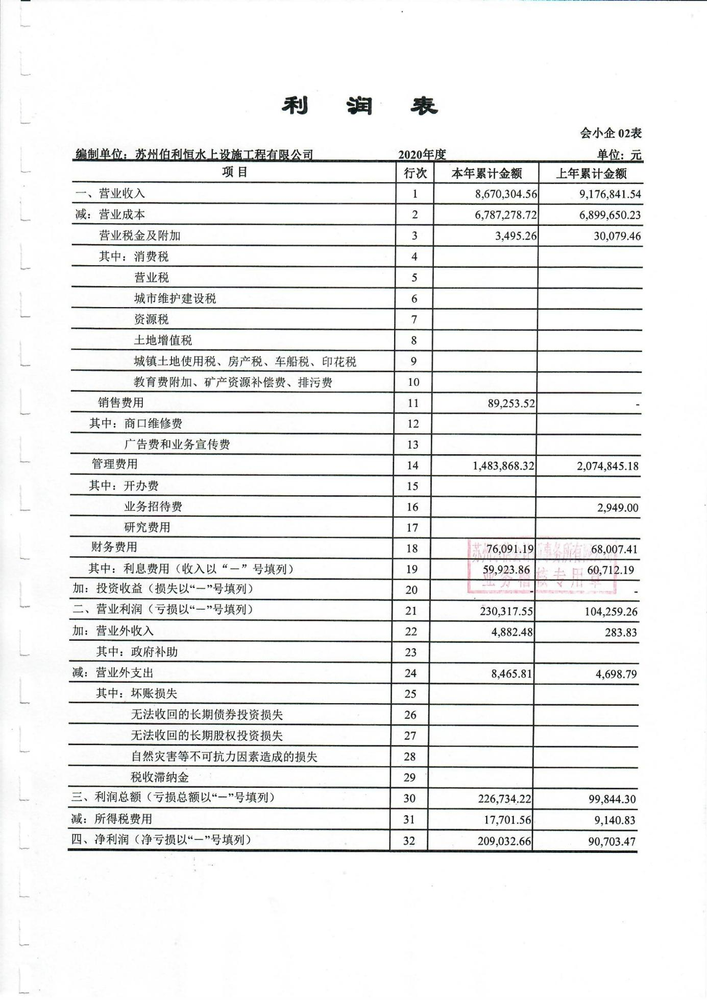 利 润 表
会小企 02表
编制单位：苏州伯利恒水上设施工程有限公司 2020年度 单位：元
项 目 行次 本年累计金额 上年累计金额
一、营业收入 1 8,670,304.56 9,176,841.54
减：营业成本 2 6,787,278.72 6,899,650.23
营业税金及附加 3 3,495.26 30,079.46
其中：消费税 4
营业税 5
城市维护建设税 6
资源税 7
土地增值税 8
城镇土地使用税、房产税、车船税、印花税 9
教育费附加、矿产资源补偿费、排污费 10
销售费用 11 89,253.52 -
其中：商口维修费 12
广告费和业务宣传费 13
管理费用 14 1,483,868.32 2,074,845.18
其中：开办费 15
业务招待费 16 2,949.00
研究费用 17
财务费用 18 76,091.19 68,007.41
其中：利息费用（收入以“－”号填列） 19 59,923.86 60,712.19
业务稽核专用章
加：投资收益（损失以“－”号填列） 20 - -
二、营业利润（亏损以“－”号填列） 21 230,317.55 104,259.26
加：营业外收入 22 4,882.48 283.83
其中：政府补助 23
减：营业外支出 24 8,465.81 4,698.79
其中：坏账损失 25
无法收回的长期债券投资损失 26
无法收回的长期股权投资损失 27
自然灾害等不可抗力因素造成的损失 28
税收滞纳金 29
三、利润总额（亏损总额以“－”号填列） 30 226,734.22 99,844.30
减：所得税费用 31 17,701.56 9,140.83
四、净利润（净亏损以“－”号填列） 32 209,032.66 90,703.47